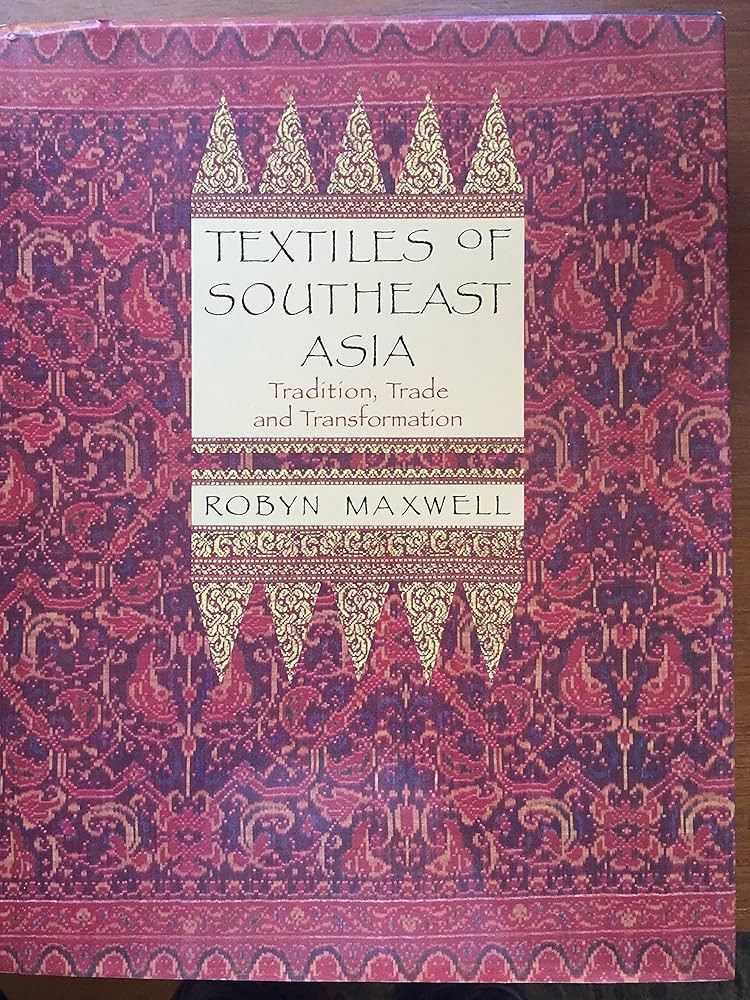 TEXTILES OF
SOUTHEAST
ASIA
Tradition, Trade
and Transformation
ROBYN MAXWELL